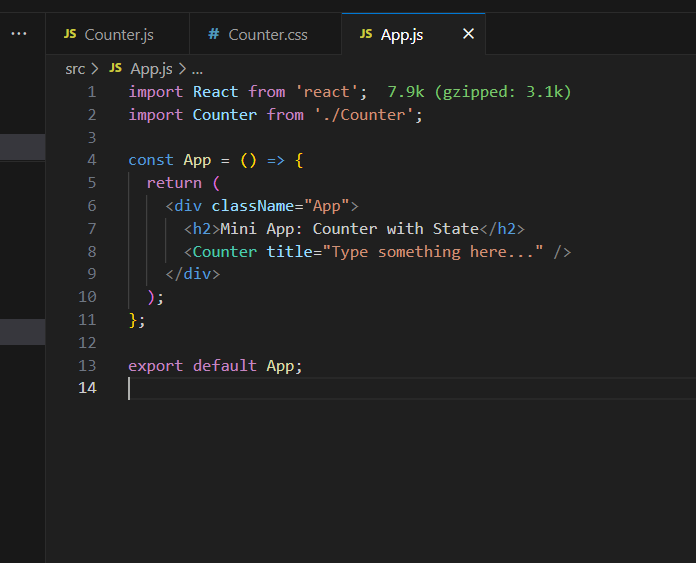 ... JS Counter.js # Counter.css JS App.js ×
src > JS App.js > ...
1 import React from 'react'; 7.9k (gzipped: 3.1k)
2 import Counter from './Counter';
3
4 const App = () => {
5   return (
6     <div className="App">
7       <h2>Mini App: Counter with State</h2>
8       <Counter title="Type something here..." />
9     </div>
10   );
11 };
12
13 export default App;
14